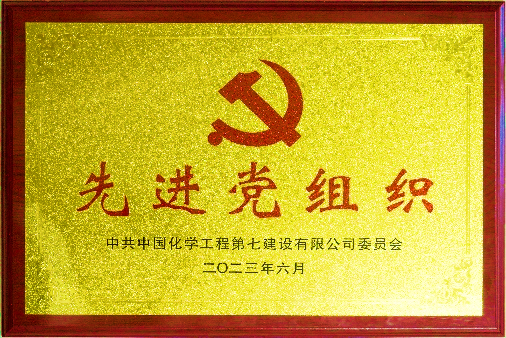 先进党组织
中共中国化学工程第七建设有限公司委员会
二〇二三年六月